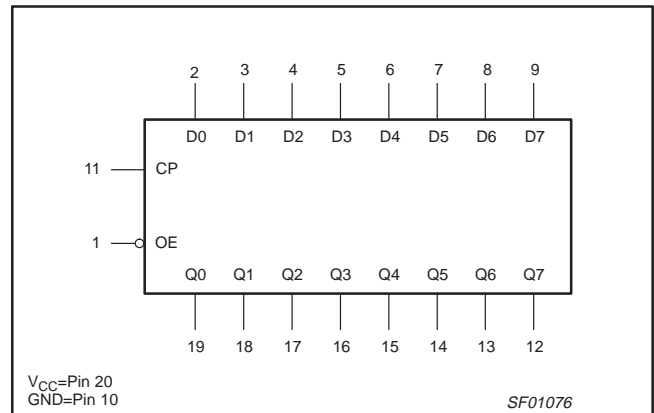 2 3 4 5 6 7 8 9
D0 D1 D2 D3 D4 D5 D6 D7
11 CP
1 OE
Q0 Q1 Q2 Q3 Q4 Q5 Q6 Q7
19 18 17 16 15 14 13 12
VCC=Pin 20
GND=Pin 10
SF01076